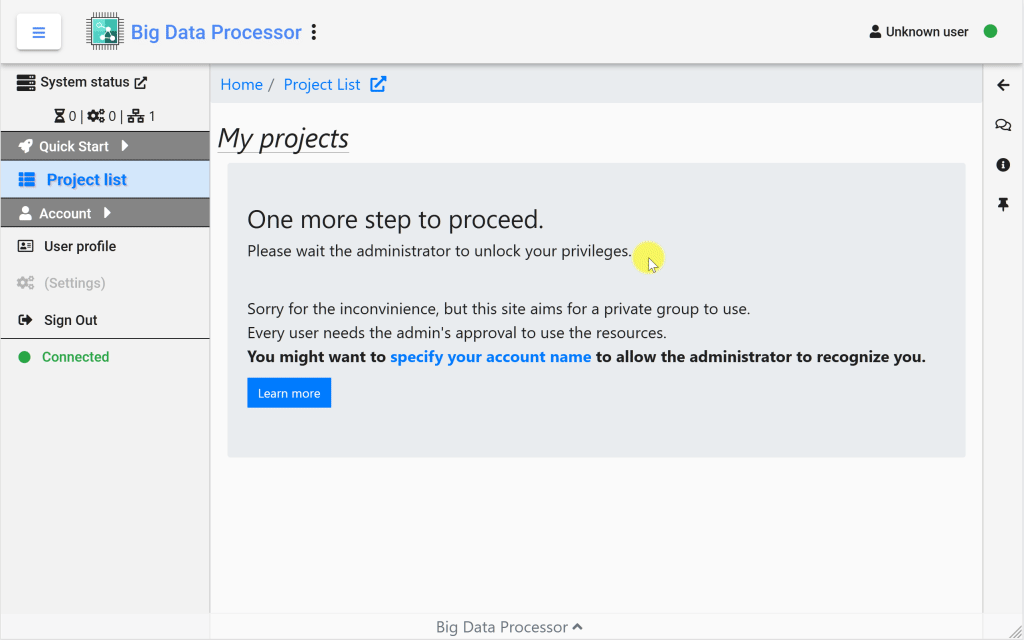 Big Data Processor
Unknown user
System status
0 | 0 | 1
Quick Start
Project list
Account
User profile
(Settings)
Sign Out
Connected
Home / Project List
My projects
One more step to proceed.
Please wait the administrator to unlock your privileges.
Sorry for the inconvinience, but this site aims for a private group to use.
Every user needs the admin's approval to use the resources.
You might want to specify your account name to allow the administrator to recognize you.
Learn more
Big Data Processor